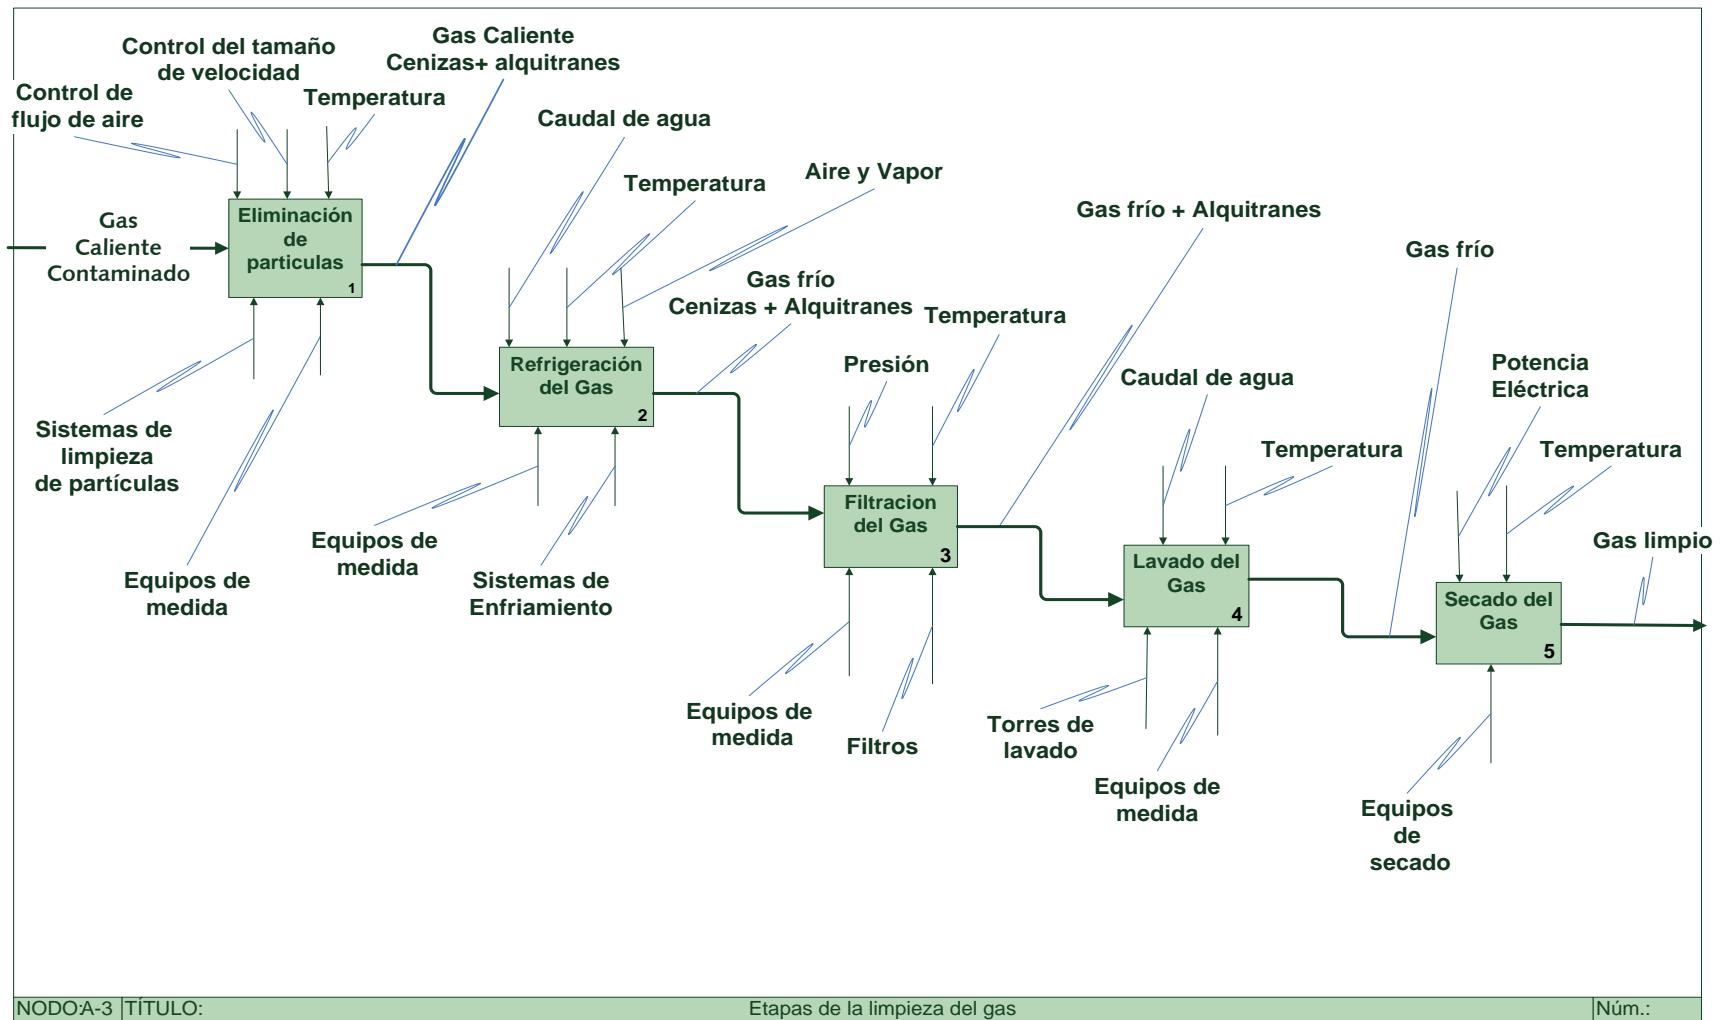 Control del tamaño
de velocidad
Gas Caliente
Cenizas+ alquitranes
Control de
flujo de aire
Temperatura
Caudal de agua
Temperatura
Aire y Vapor
Gas
Caliente
Contaminado
Eliminación
de
particulas
1
Gas frío + Alquitranes
Gas frío
Gas frío
Cenizas + Alquitranes
Temperatura
Refrigeración
del Gas
2
Presión
Caudal de agua
Potencia
Eléctrica
Sistemas de
limpieza
de partículas
Temperatura
Temperatura
Filtracion
del Gas
3
Equipos de
medida
Equipos de
medida
Sistemas de
Enfriamiento
Lavado del
Gas
4
Gas limpio
Secado del
Gas
5
Equipos de
medida
Filtros
Torres de
lavado
Equipos de
medida
Equipos
de
secado
NODO:A-3 TÍTULO: Etapas de la limpieza del gas Núm.: